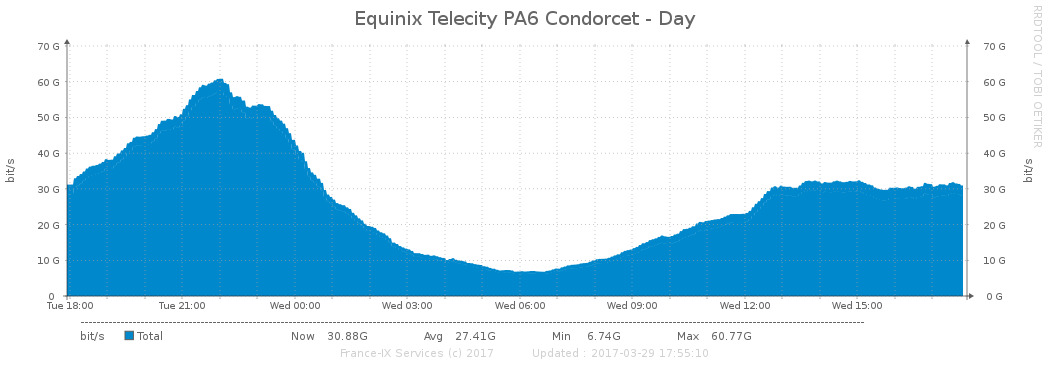 Equinix Telecity PA6 Condorcet - Day
RRDTOOL / TOBI OETIKER
bit/s
bit/s
70 G 70 G
60 G 60 G
50 G 50 G
40 G 40 G
30 G 30 G
20 G 20 G
10 G 10 G
0 0 G
Tue 18:00 Tue 21:00 Wed 00:00 Wed 03:00 Wed 06:00 Wed 09:00 Wed 12:00 Wed 15:00
bit/s Total Now 30.88G Avg 27.41G Min 6.74G Max 60.77G
France-IX Services (c) 2017 Updated : 2017-03-29 17:55:10